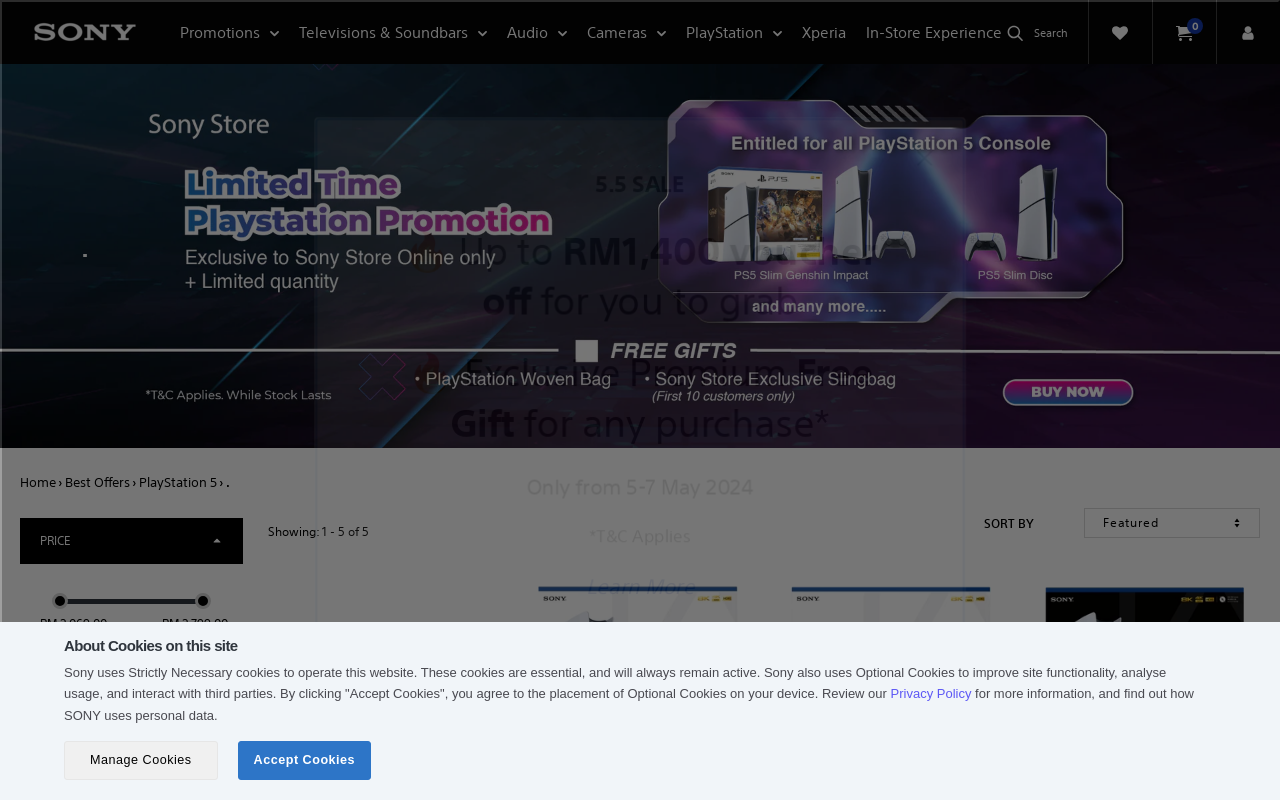 SONY
Promotions
Televisions & Soundbars
Audio
Cameras
PlayStation
Xperia
In-Store Experience
Search
0
Sony Store
Limited Time
Playstation Promotion
Exclusive to Sony Store Online only
+ Limited quantity
Entitled for all PlayStation 5 Console
PS5 Slim Genshin Impact
PS5 Slim Disc
and many more.....
FREE GIFTS
• PlayStation Woven Bag
• Sony Store Exclusive Slingbag
(First 10 customers only)
*T&C Applies. While Stock Lasts
BUY NOW
5.5 SALE
Up to RM1,400 voucher
off for you to grab
Exclusive Premium Free
Gift for any purchase*
Only from 5-7 May 2024
*T&C Applies
Learn More
Home › Best Offers › PlayStation 5 › .
PRICE
Showing: 1 - 5 of 5
SORT BY
Featured
SONY
SONY
SONY
About Cookies on this site
Sony uses Strictly Necessary cookies to operate this website. These cookies are essential, and will always remain active. Sony also uses Optional Cookies to improve site functionality, analyse
usage, and interact with third parties. By clicking "Accept Cookies", you agree to the placement of Optional Cookies on your device. Review our Privacy Policy for more information, and find out how
SONY uses personal data.
Manage Cookies
Accept Cookies